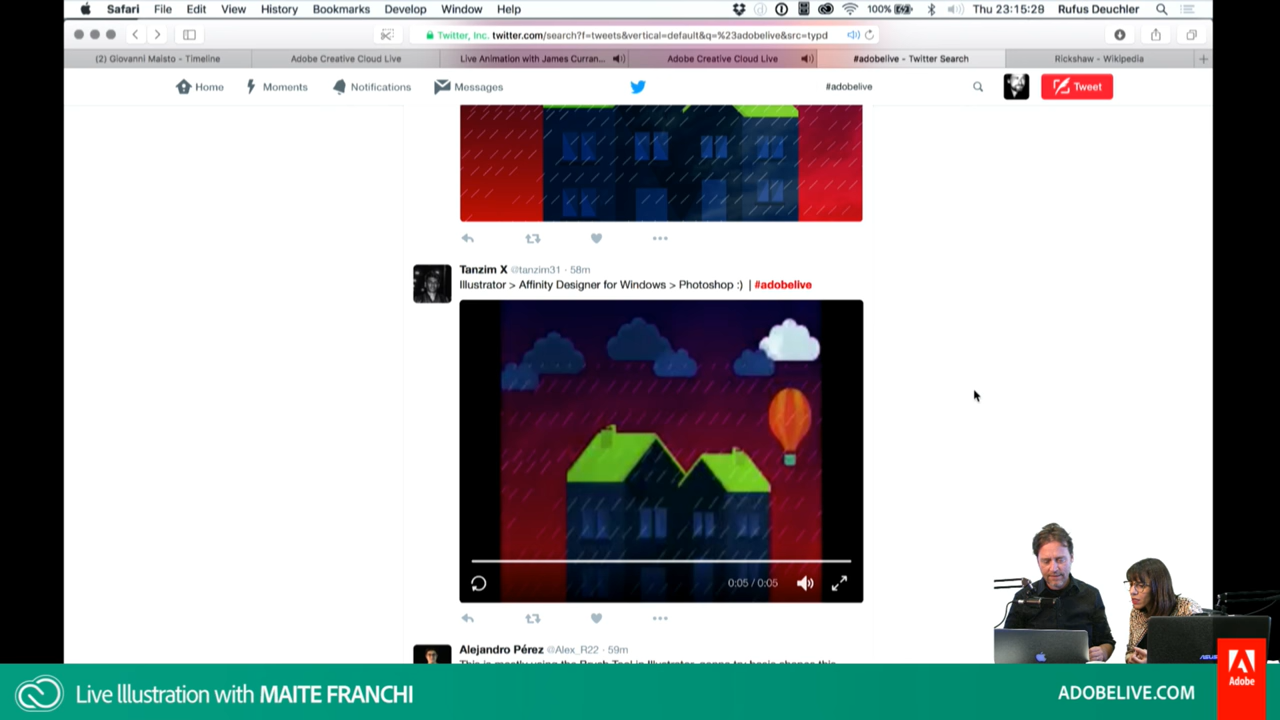 Safari File Edit View History Bookmarks Develop Window Help 100% Thu 23:15:28 Rufus Deuchler
Twitter, Inc. twitter.com/search?f=tweets&vertical=default&q=%23adobelive&src=typd
(2) Giovanni Maisto - Timeline Adobe Creative Cloud Live Live Animation with James Curran... Adobe Creative Cloud Live #adobelive - Twitter Search Rickshaw - Wikipedia
Home Moments Notifications Messages #adobelive Tweet
Tanzim X @tanzim31 · 58m
Illustrator > Affinity Designer for Windows > Photoshop :) | #adobelive
0:05 / 0:05
Alejandro Pérez @Alex_R22 · 59m
ASUS
Live Illustration with MAITE FRANCHI
ADOBELIVE.COM
Adobe